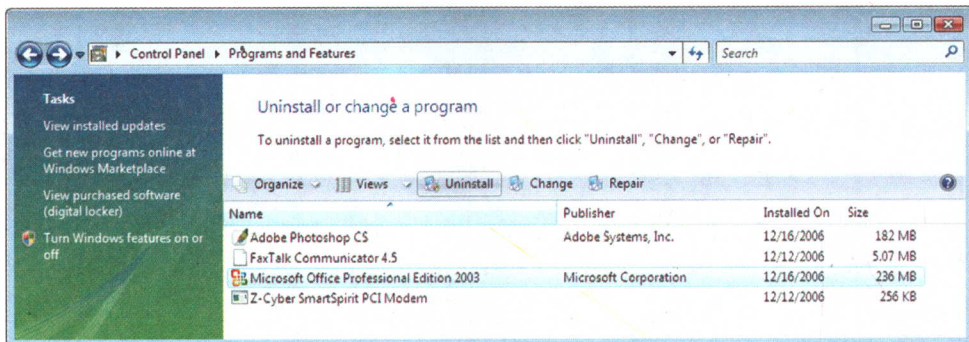 Control Panel ▸ Programs and Features
Search
Tasks
View installed updates
Get new programs online at
Windows Marketplace
View purchased software
(digital locker)
Turn Windows features on or
off
Uninstall or change a program
To uninstall a program, select it from the list and then click "Uninstall", "Change", or "Repair".
Organize Views Uninstall Change Repair
Name Publisher Installed On Size
Adobe Photoshop CS Adobe Systems, Inc. 12/16/2006 182 MB
FaxTalk Communicator 4.5 12/12/2006 5.07 MB
Microsoft Office Professional Edition 2003 Microsoft Corporation 12/16/2006 236 MB
Z-Cyber SmartSpirit PCI Modem 12/12/2006 256 KB